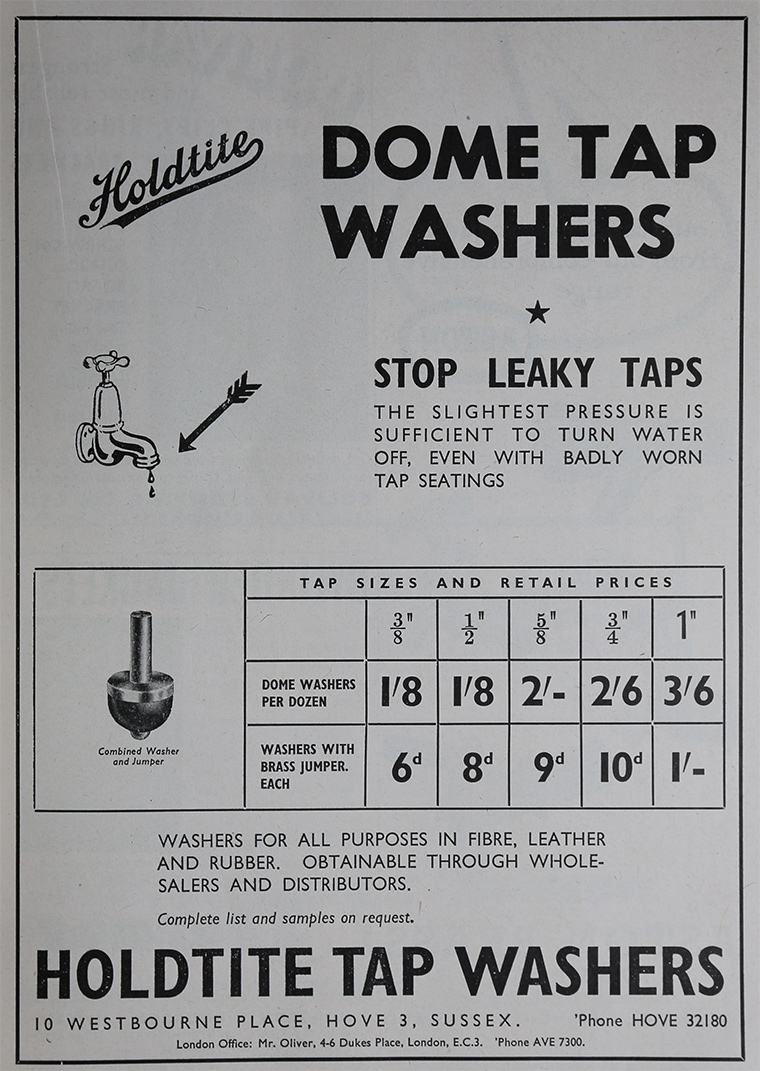 Holdtite
DOME TAP
WASHERS
STOP LEAKY TAPS
THE SLIGHTEST PRESSURE IS
SUFFICIENT TO TURN WATER
OFF, EVEN WITH BADLY WORN
TAP SEATINGS
TAP SIZES AND RETAIL PRICES
3/8" 1/2" 5/8" 3/4" 1"
DOME WASHERS
PER DOZEN
1/8 1/8 2/- 2/6 3/6
WASHERS WITH
BRASS JUMPER.
EACH
6d 8d 9d 10d 1/-
Combined Washer
and Jumper
WASHERS FOR ALL PURPOSES IN FIBRE, LEATHER
AND RUBBER. OBTAINABLE THROUGH WHOLE-
SALERS AND DISTRIBUTORS.
Complete list and samples on request.
HOLDTITE TAP WASHERS
10 WESTBOURNE PLACE, HOVE 3, SUSSEX. 'Phone HOVE 32180
London Office: Mr. Oliver, 4-6 Dukes Place, London, E.C.3. 'Phone AVE 7300.